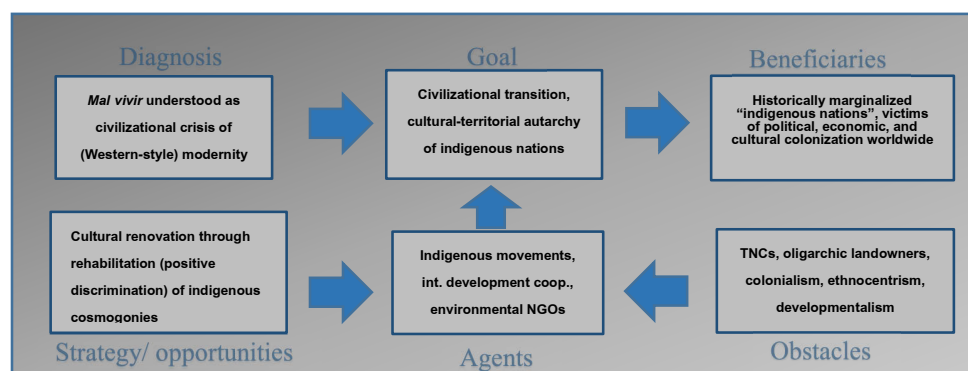 Diagnosis
Mal vivir understood as
civilizational crisis of
(Western-style) modernity
Goal
Civilizational transition,
cultural-territorial autarchy
of indigenous nations
Beneficiaries
Historically marginalized
“indigenous nations”, victims
of political, economic, and
cultural colonization worldwide
Cultural renovation through
rehabilitation (positive
discrimination) of indigenous
cosmogonies
Strategy/ opportunities
Indigenous movements,
int. development coop.,
environmental NGOs
Agents
TNCs, oligarchic landowners,
colonialism, ethnocentrism,
developmentalism
Obstacles